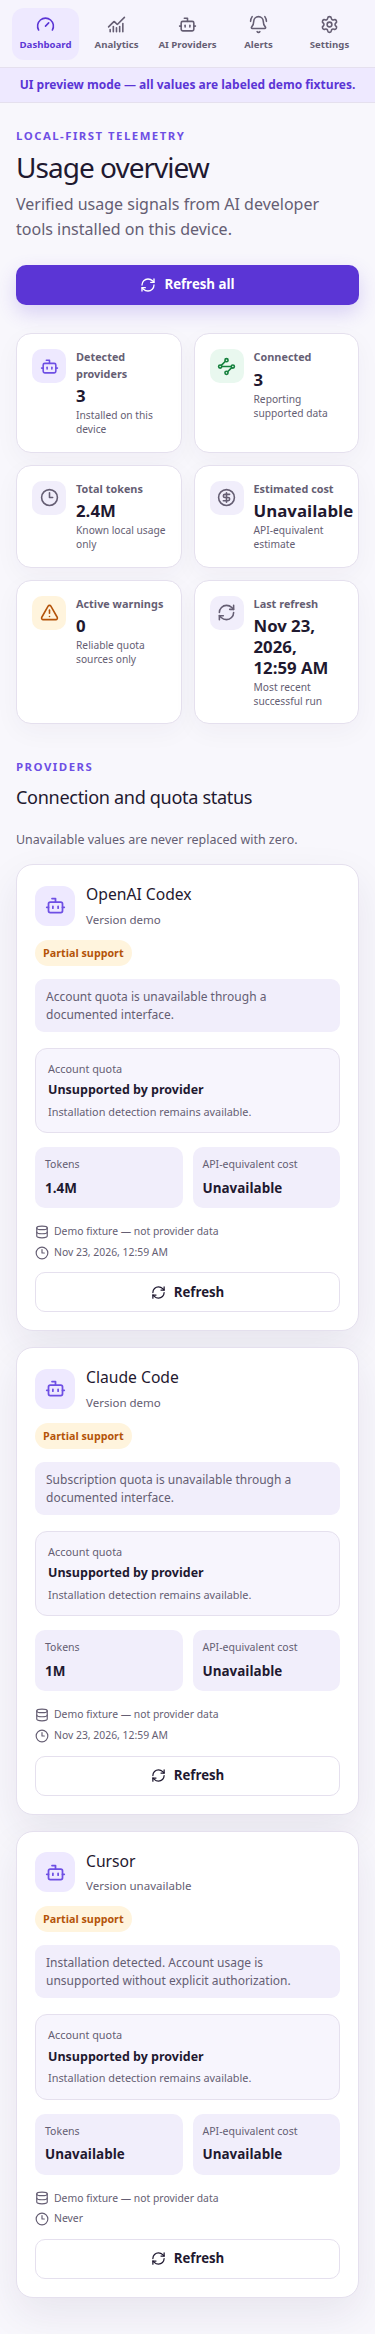 Dashboard
Analytics
AI Providers
Alerts
Settings
UI preview mode — all values are labeled demo fixtures.
LOCAL-FIRST TELEMETRY
Usage overview
Verified usage signals from AI developer
tools installed on this device.
Refresh all
Detected
providers
3
Installed on this
device
Connected
3
Reporting
supported data
Total tokens
2.4M
Known local usage
only
Estimated cost
Unavailable
API-equivalent
estimate
Active warnings
0
Reliable quota
sources only
Last refresh
Nov 23,
2026,
12:59 AM
Most recent
successful run
PROVIDERS
Connection and quota status
Unavailable values are never replaced with zero.
OpenAI Codex
Version demo
Partial support
Account quota is unavailable through a
documented interface.
Account quota
Unsupported by provider
Installation detection remains available.
Tokens
1.4M
API-equivalent cost
Unavailable
Demo fixture — not provider data
Nov 23, 2026, 12:59 AM
Refresh
Claude Code
Version demo
Partial support
Subscription quota is unavailable through a
documented interface.
Account quota
Unsupported by provider
Installation detection remains available.
Tokens
1M
API-equivalent cost
Unavailable
Demo fixture — not provider data
Nov 23, 2026, 12:59 AM
Refresh
Cursor
Version unavailable
Partial support
Installation detected. Account usage is
unsupported without explicit authorization.
Account quota
Unsupported by provider
Installation detection remains available.
Tokens
Unavailable
API-equivalent cost
Unavailable
Demo fixture — not provider data
Never
Refresh